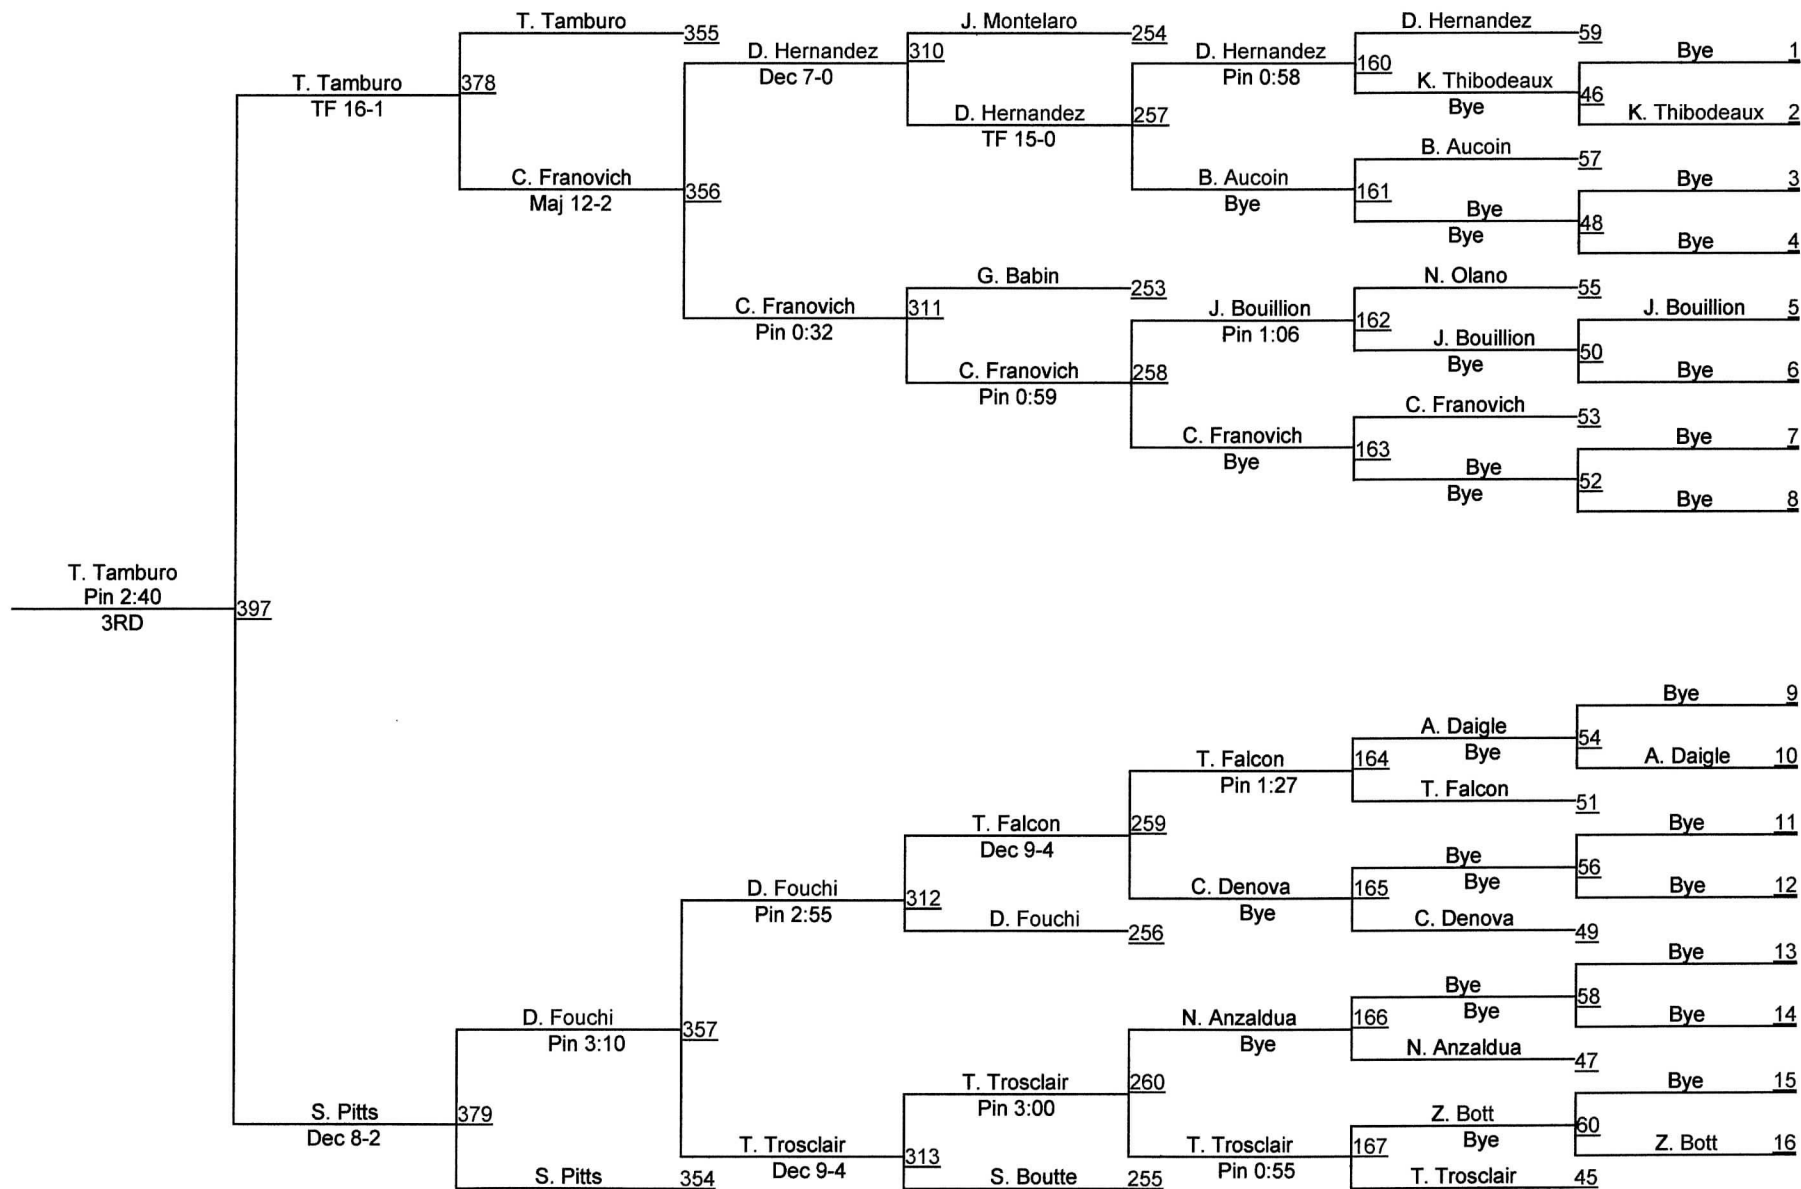 T. Tamburo
355
J. Montelaro
254
D. Hernandez
59
D. Hernandez
Dec 7-0
310
D. Hernandez
Pin 0:58
160
Bye
1
T. Tamburo
TF 16-1
378
K. Thibodeaux
Bye
46
D. Hernandez
TF 15-0
257
K. Thibodeaux
2
B. Aucoin
57
C. Franovich
Maj 12-2
356
B. Aucoin
Bye
161
Bye
3
Bye
Bye
48
Bye
4
G. Babin
253
N. Olano
55
C. Franovich
Pin 0:32
311
J. Bouillion
Pin 1:06
162
J. Bouillion
5
J. Bouillion
Bye
50
C. Franovich
Pin 0:59
258
Bye
6
C. Franovich
53
C. Franovich
Bye
163
Bye
7
Bye
Bye
52
Bye
8
T. Tamburo
Pin 2:40
3RD
397
Bye
9
A. Daigle
Bye
54
T. Falcon
Pin 1:27
164
A. Daigle
10
T. Falcon
51
T. Falcon
Dec 9-4
259
Bye
11
Bye
Bye
56
D. Fouchi
Pin 2:55
312
C. Denova
Bye
165
Bye
12
D. Fouchi
256
C. Denova
49
Bye
13
Bye
Bye
58
D. Fouchi
Pin 3:10
357
N. Anzaldua
Bye
166
Bye
14
N. Anzaldua
47
T. Trosclair
Pin 3:00
260
Bye
15
S. Pitts
Dec 8-2
379
Z. Bott
Bye
60
T. Trosclair
Dec 9-4
313
T. Trosclair
Pin 0:55
167
Z. Bott
16
S. Pitts
354
S. Boutte
255
T. Trosclair
45